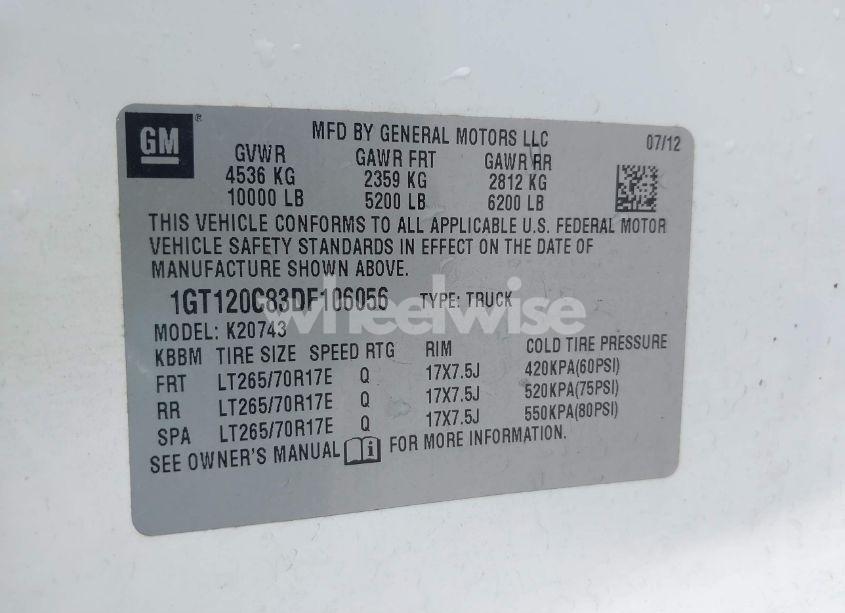 GM®
MFD BY GENERAL MOTORS LLC 07/12
GVWR GAWR FRT GAWR RR
4536 KG 2359 KG 2812 KG
10000 LB 5200 LB 6200 LB
THIS VEHICLE CONFORMS TO ALL APPLICABLE U.S. FEDERAL MOTOR
VEHICLE SAFETY STANDARDS IN EFFECT ON THE DATE OF
MANUFACTURE SHOWN ABOVE.
1GT120C83DF106056 TYPE: TRUCK
wheelwise
MODEL: K20743
KBBM TIRE SIZE SPEED RTG RIM COLD TIRE PRESSURE
FRT LT265/70R17E Q 17X7.5J 420KPA(60PSI)
RR LT265/70R17E Q 17X7.5J 520KPA(75PSI)
SPA LT265/70R17E Q 17X7.5J 550KPA(80PSI)
SEE OWNER'S MANUAL i FOR MORE INFORMATION.